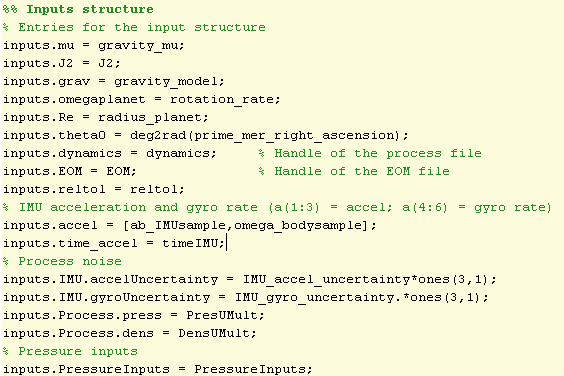 %% Inputs structure
% Entries for the input structure
inputs.mu = gravity_mu;
inputs.J2 = J2;
inputs.grav = gravity_model;
inputs.omegaplanet = rotation_rate;
inputs.Re = radius_planet;
inputs.theta0 = deg2rad(prime_mer_right_ascension);
inputs.dynamics = dynamics;     % Handle of the process file
inputs.EOM = EOM;               % Handle of the EOM file
inputs.reltol = reltol;
% IMU acceleration and gyro rate (a(1:3) = accel; a(4:6) = gyro rate)
inputs.accel = [ab_IMUsample,omega_bodysample];
inputs.time_accel = timeIMU;
% Process noise
inputs.IMU.accelUncertainty = IMU_accel_uncertainty*ones(3,1);
inputs.IMU.gyroUncertainty = IMU_gyro_uncertainty.*ones(3,1);
inputs.Process.press = PresUMult;
inputs.Process.dens = DensUMult;
% Pressure inputs
inputs.PressureInputs = PressureInputs;